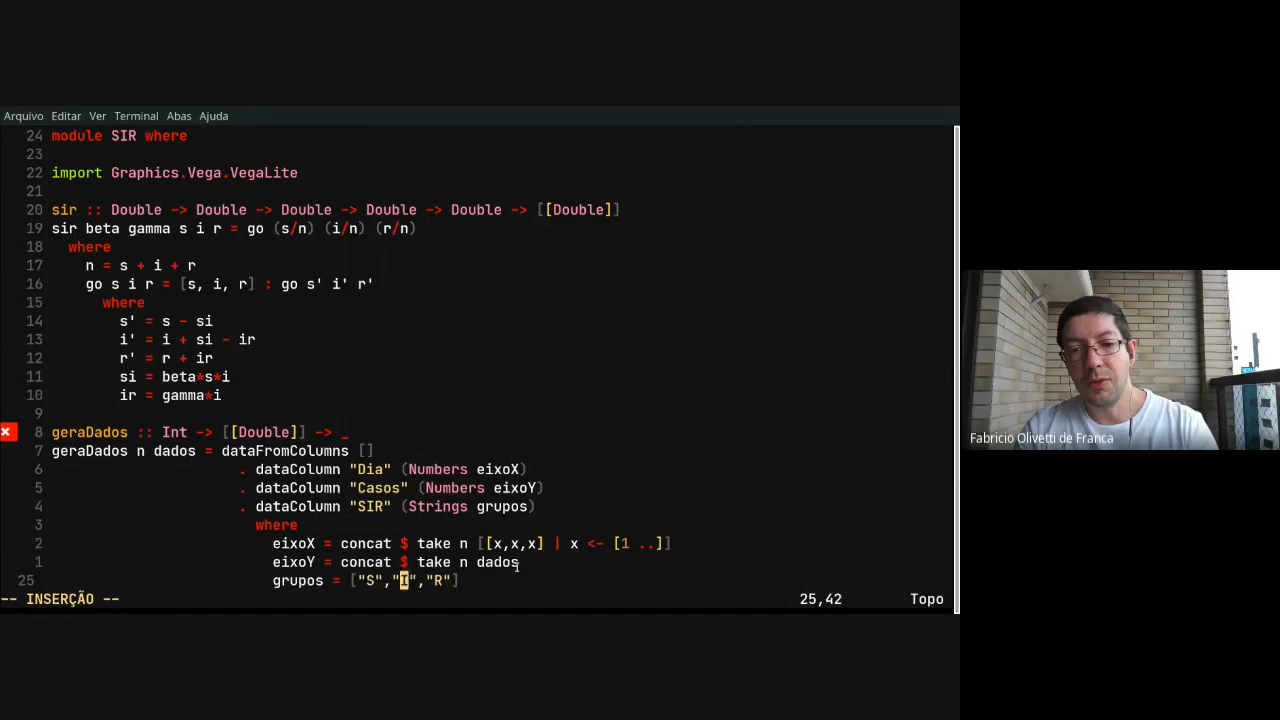 Arquivo Editar Ver Terminal Abas Ajuda
24 module SIR where
23
22 import Graphics.Vega.VegaLite
21
20 sir :: Double -> Double -> Double -> Double -> Double -> [[Double]]
19 sir beta gamma s i r = go (s/n) (i/n) (r/n)
18   where
17     n = s + i + r
16     go s i r = [s, i, r] : go s' i' r'
15       where
14         s' = s - si
13         i' = i + si - ir
12         r' = r + ir
11         si = beta*s*i
10         ir = gamma*i
9
8 geraDados :: Int -> [[Double]] -> _
7 geraDados n dados = dataFromColumns []
6                       . dataColumn "Dia" (Numbers eixoX)
5                       . dataColumn "Casos" (Numbers eixoY)
4                       . dataColumn "SIR" (Strings grupos)
3                         where
2                           eixoX = concat $ take n [[x,x,x] | x <- [1 ..]]
1                           eixoY = concat $ take n dados
25                          grupos = ["S","I","R"]
-- INSERÇÃO -- 25,42 Topo
Fabricio Olivetti de Franca